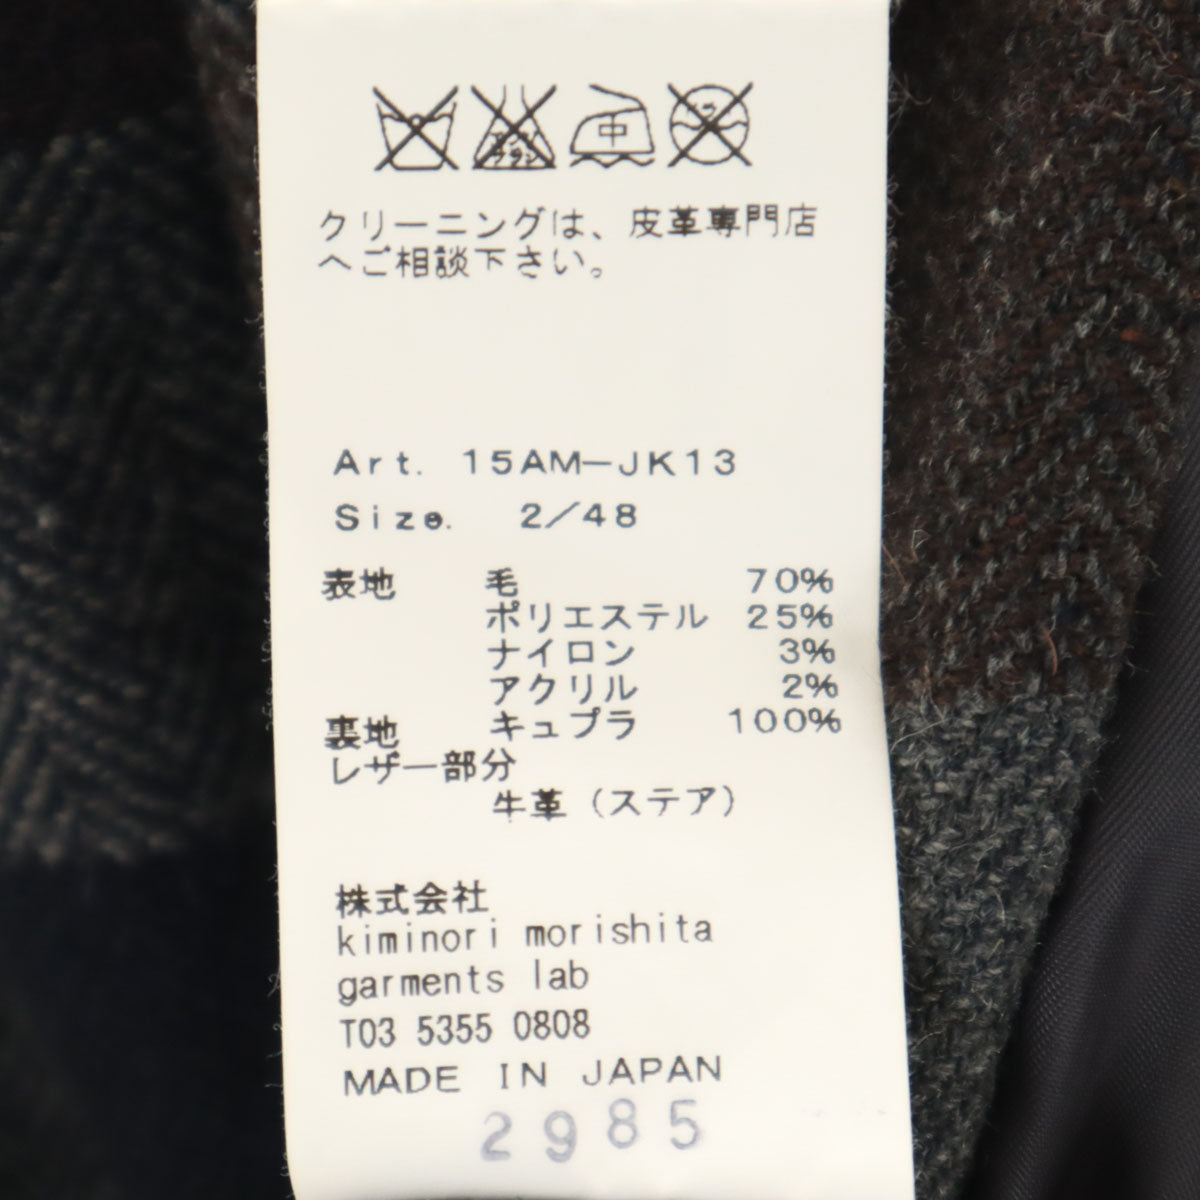 中
クリーニングは、皮革専門店
へご相談下さい。
Art. 15AM-JK13
Size. 2/48
表地 毛 70%
ポリエステル 25%
ナイロン 3%
アクリル 2%
裏地 キュプラ 100%
レザー部分
牛革(ステア)
株式会社
kiminori morishita
garments lab
T03 5355 0808
MADE IN JAPAN
2985